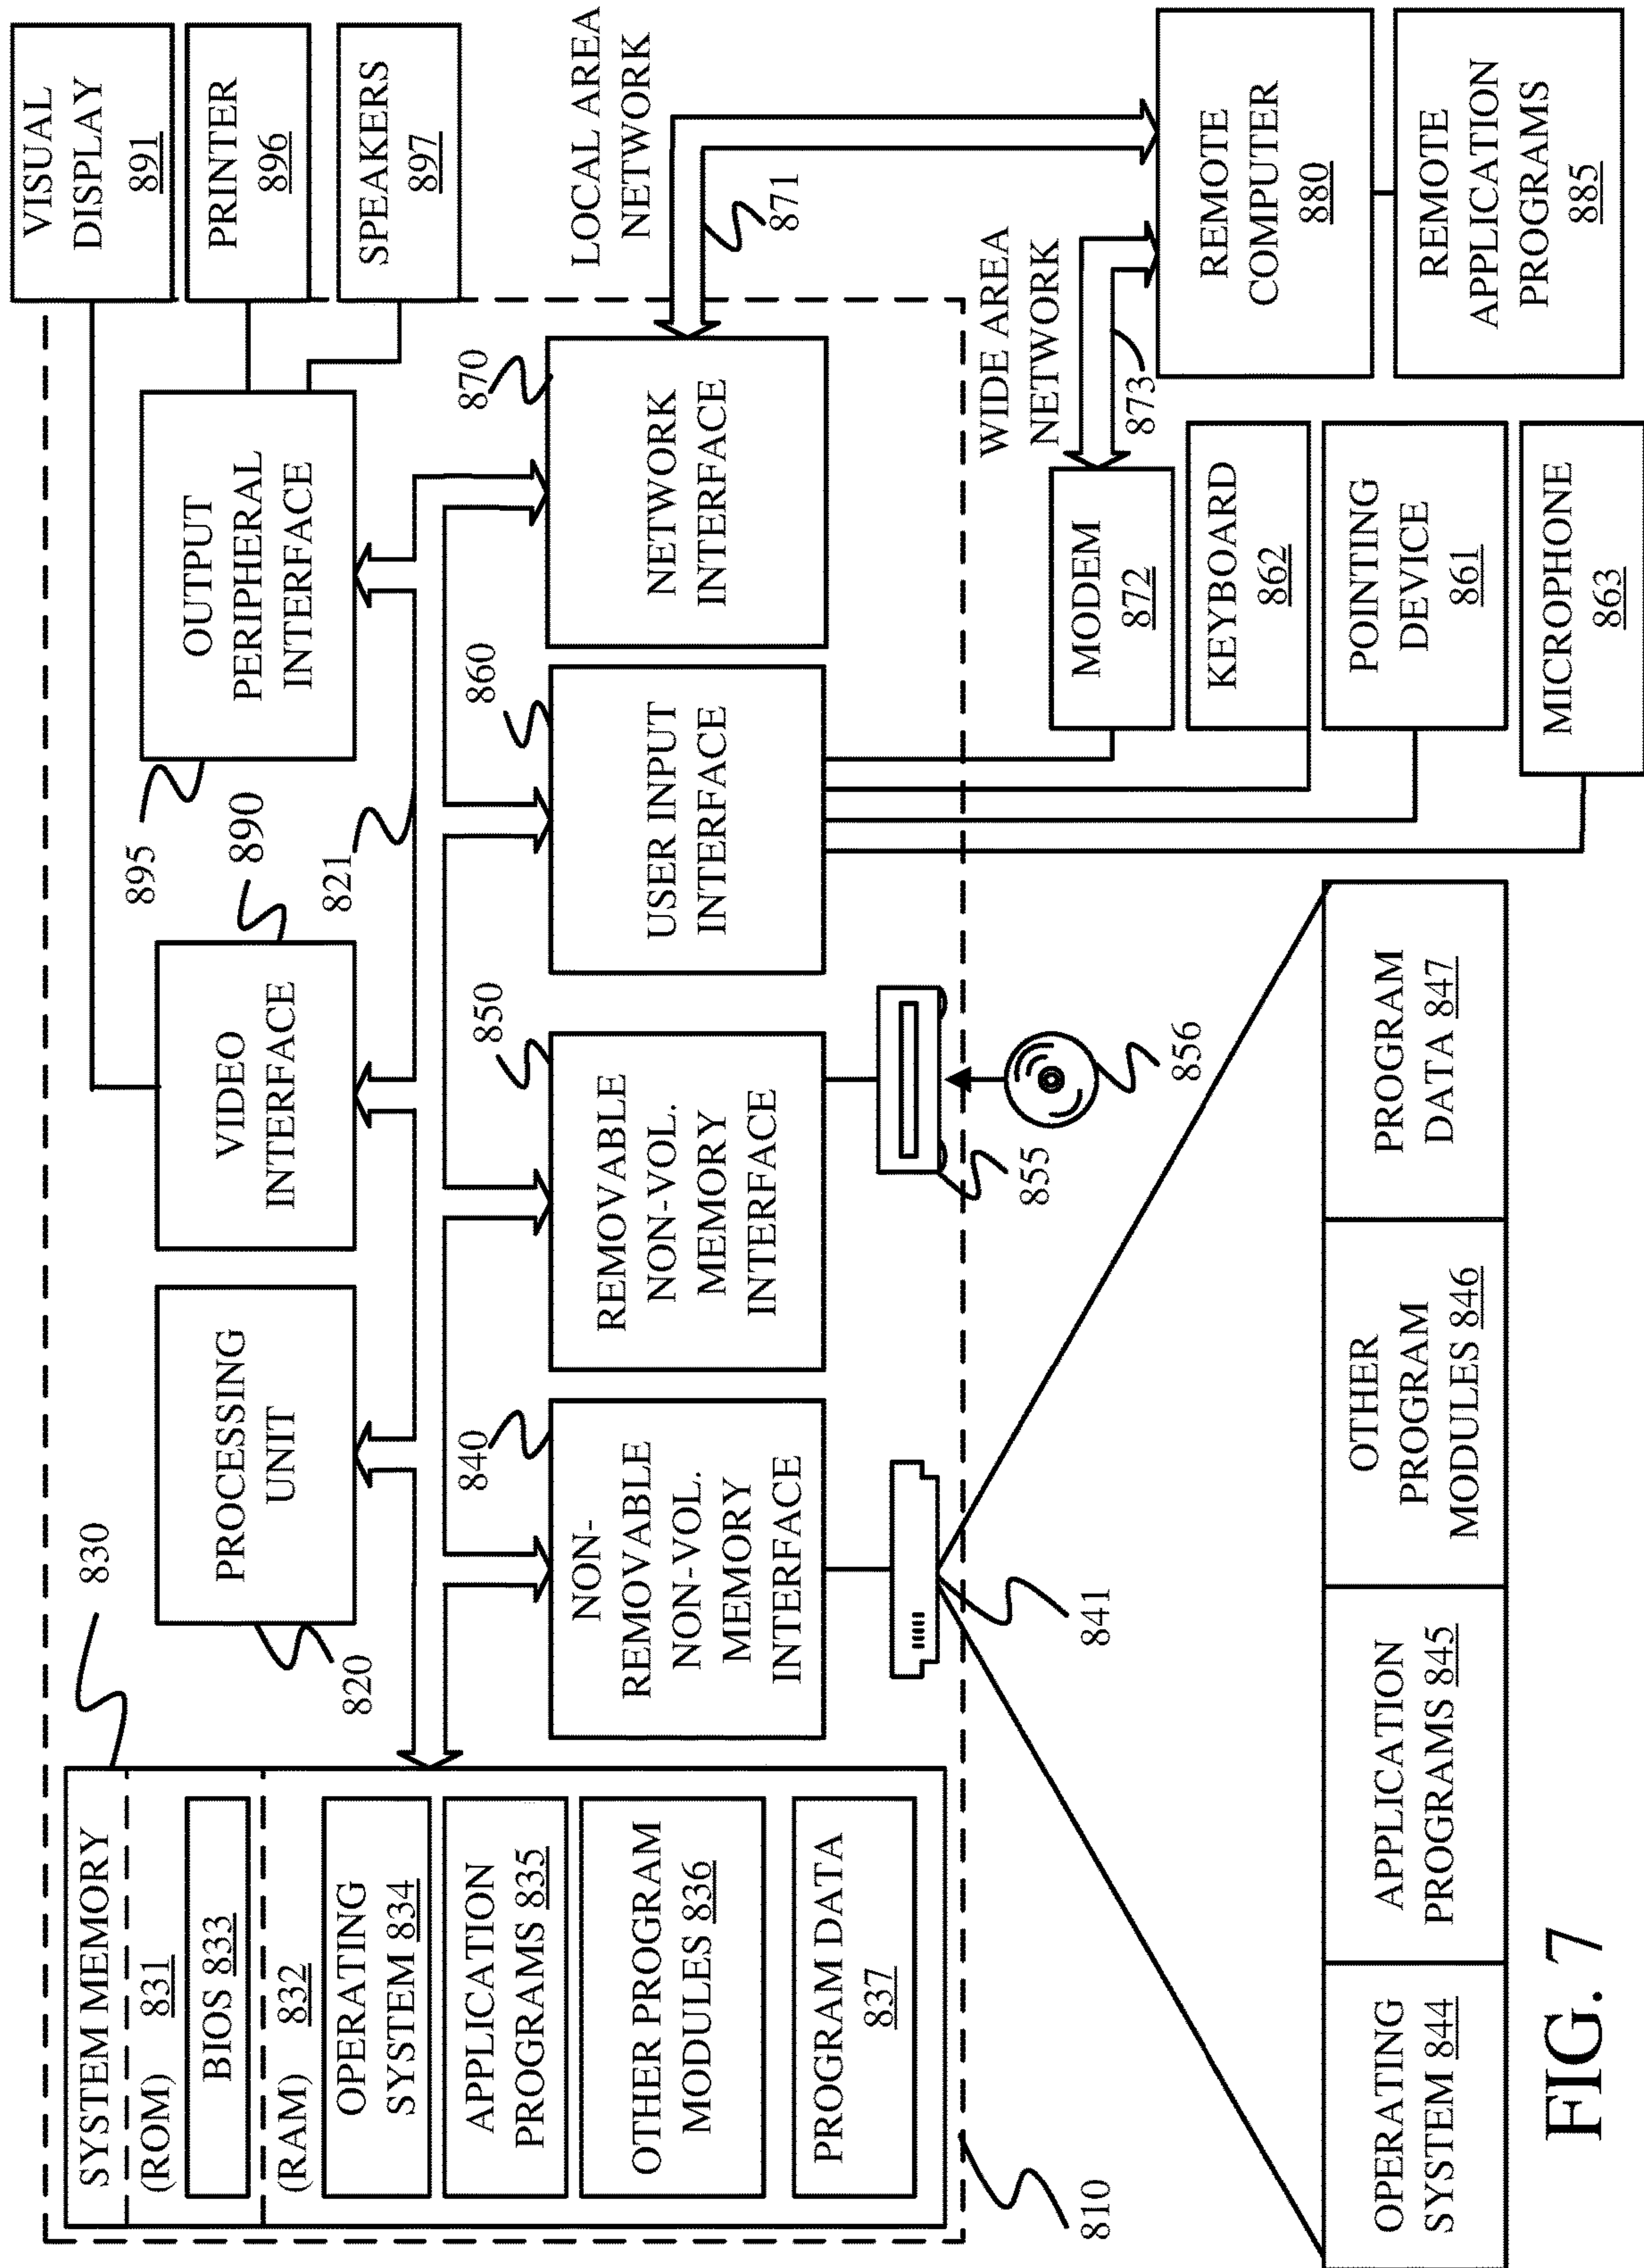 SYSTEM MEMORY
(ROM) 831
BIOS 833
(RAM) 832
OPERATING
SYSTEM 834
APPLICATION
PROGRAMS 835
OTHER PROGRAM
MODULES 836
PROGRAM DATA
837
830
820
PROCESSING
UNIT
VIDEO
INTERFACE
890
895
OUTPUT
PERIPHERAL
INTERFACE
821
VISUAL
DISPLAY
891
PRINTER
896
SPEAKERS
897
840
NON-
REMOVABLE
NON-VOL.
MEMORY
INTERFACE
850
REMOVABLE
NON-VOL.
MEMORY
INTERFACE
860
USER INPUT
INTERFACE
870
NETWORK
INTERFACE
LOCAL AREA
NETWORK
871
810
841
855
856
WIDE AREA
NETWORK
873
MODEM
872
KEYBOARD
862
POINTING
DEVICE
861
MICROPHONE
863
REMOTE
COMPUTER
880
REMOTE
APPLICATION
PROGRAMS
885
OPERATING
SYSTEM 844
APPLICATION
PROGRAMS 845
OTHER
PROGRAM
MODULES 846
PROGRAM
DATA 847
FIG. 7